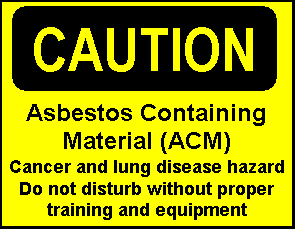 CAUTION
Asbestos Containing
Material (ACM)
Cancer and lung disease hazard
Do not disturb without proper
training and equipment